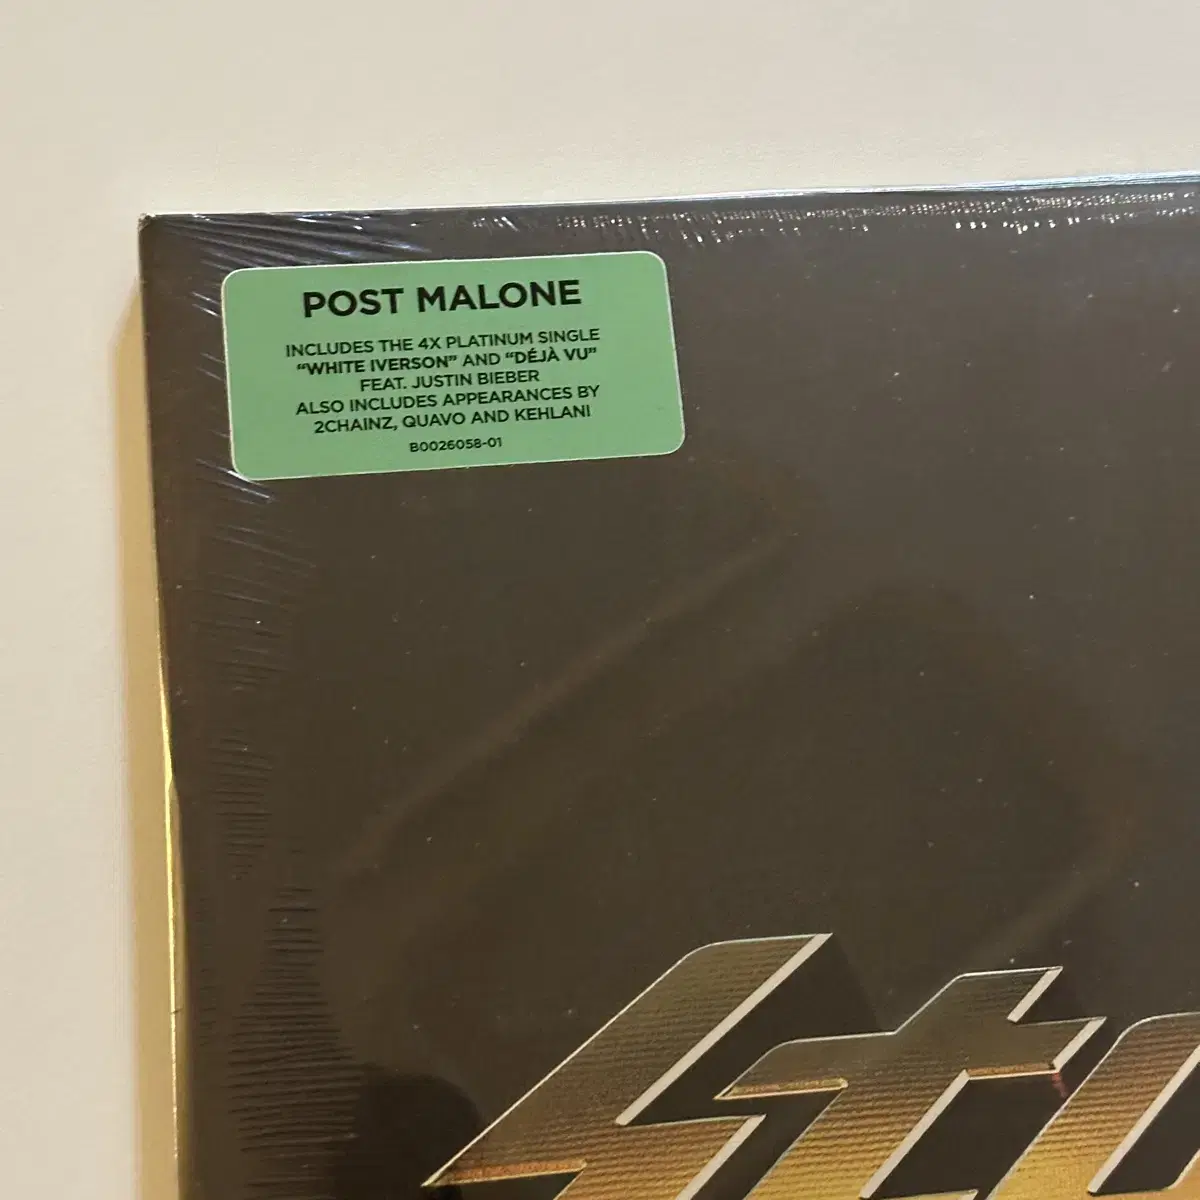 POST MALONE
INCLUDES THE 4X PLATINUM SINGLE
“WHITE IVERSON” AND “DÉJÀ VU”
FEAT. JUSTIN BIEBER
ALSO INCLUDES APPEARANCES BY
2CHAINZ, QUAVO AND KEHLANI
B0026058-01